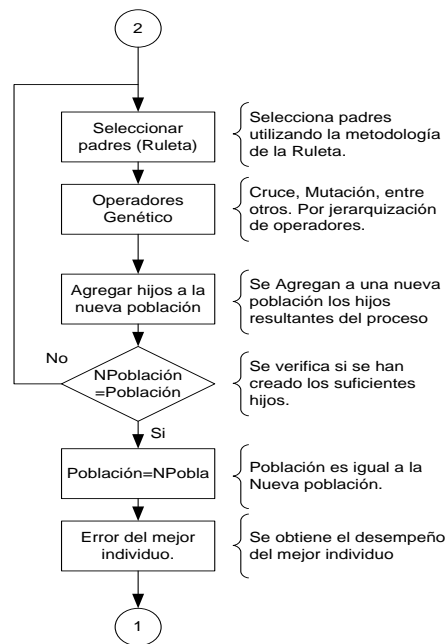 2
Seleccionar
padres (Ruleta)
Selecciona padres
utilizando la metodología
de la Ruleta.
Operadores
Genético
Cruce, Mutación, entre
otros. Por jerarquización
de operadores.
Agregar hijos a la
nueva población
Se Agregan a una nueva
población los hijos
resultantes del proceso
No
NPoblación
=Población
Se verifica si se han
creado los suficientes
hijos.
Si
Población=NPobla
Población es igual a la
Nueva población.
Error del mejor
individuo.
Se obtiene el desempeño
del mejor individuo
1